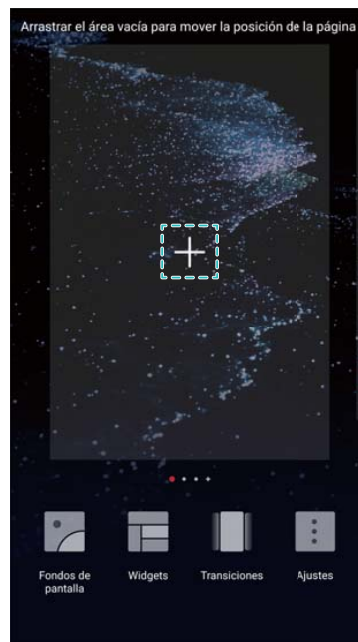 Arrastrar el área vacía para mover la posición de la página
Fondos de
pantalla
Widgets
Transiciones
Ajustes